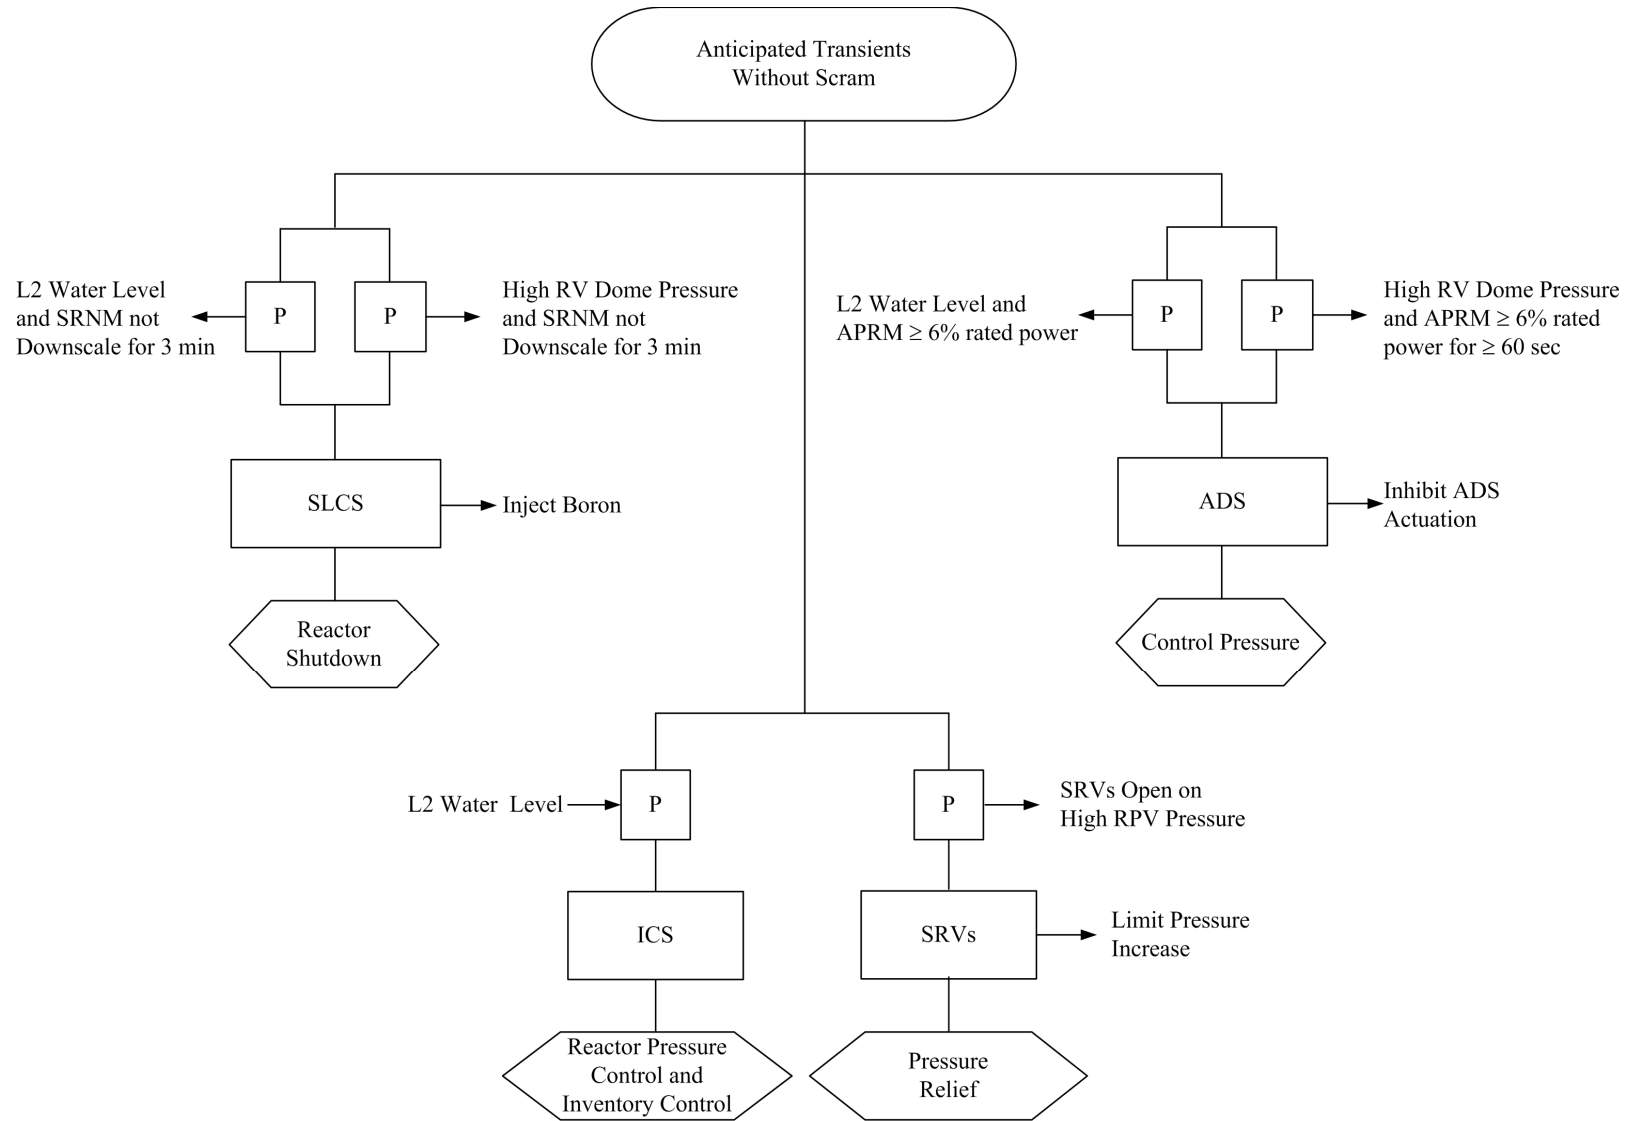 Anticipated Transients
Without Scram
L2 Water Level
and SRNM not
Downscale for 3 min
P
P
High RV Dome Pressure
and SRNM not
Downscale for 3 min
L2 Water Level and
APRM ≥ 6% rated power
P
P
High RV Dome Pressure
and APRM ≥ 6% rated
power for ≥ 60 sec
SLCS
Inject Boron
ADS
Inhibit ADS
Actuation
Reactor
Shutdown
Control Pressure
L2 Water Level
P
P
SRVs Open on
High RPV Pressure
ICS
SRVs
Limit Pressure
Increase
Reactor Pressure
Control and
Inventory Control
Pressure
Relief